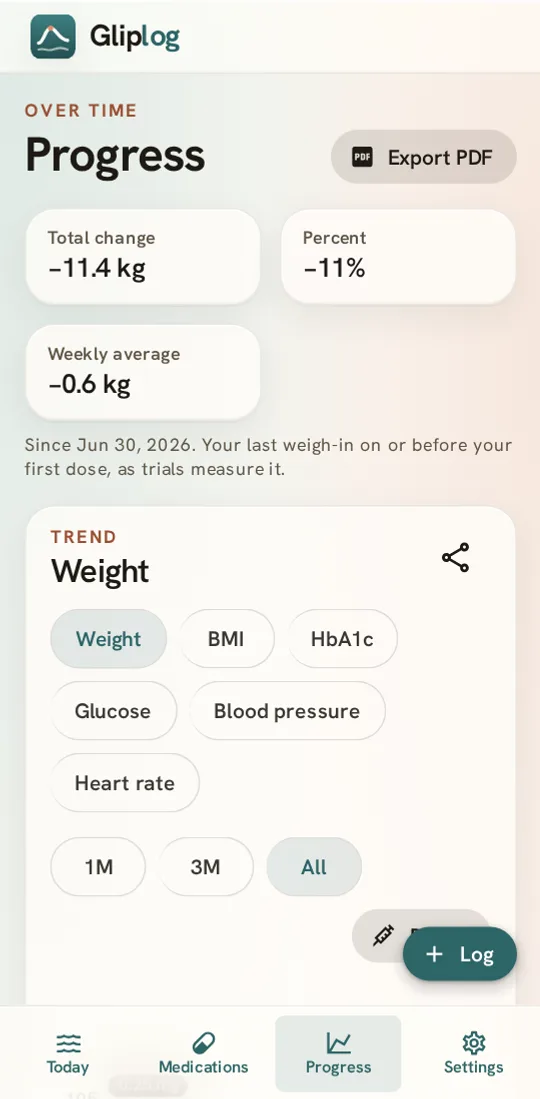 Gliplog
OVER TIME
Progress
PDF Export PDF
Total change
−11.4 kg
Percent
−11%
Weekly average
−0.6 kg
Since Jun 30, 2026. Your last weigh-in on or before your
first dose, as trials measure it.
TREND
Weight
Weight BMI HbA1c
Glucose Blood pressure
Heart rate
1M 3M All
+ Log
Today Medications Progress Settings